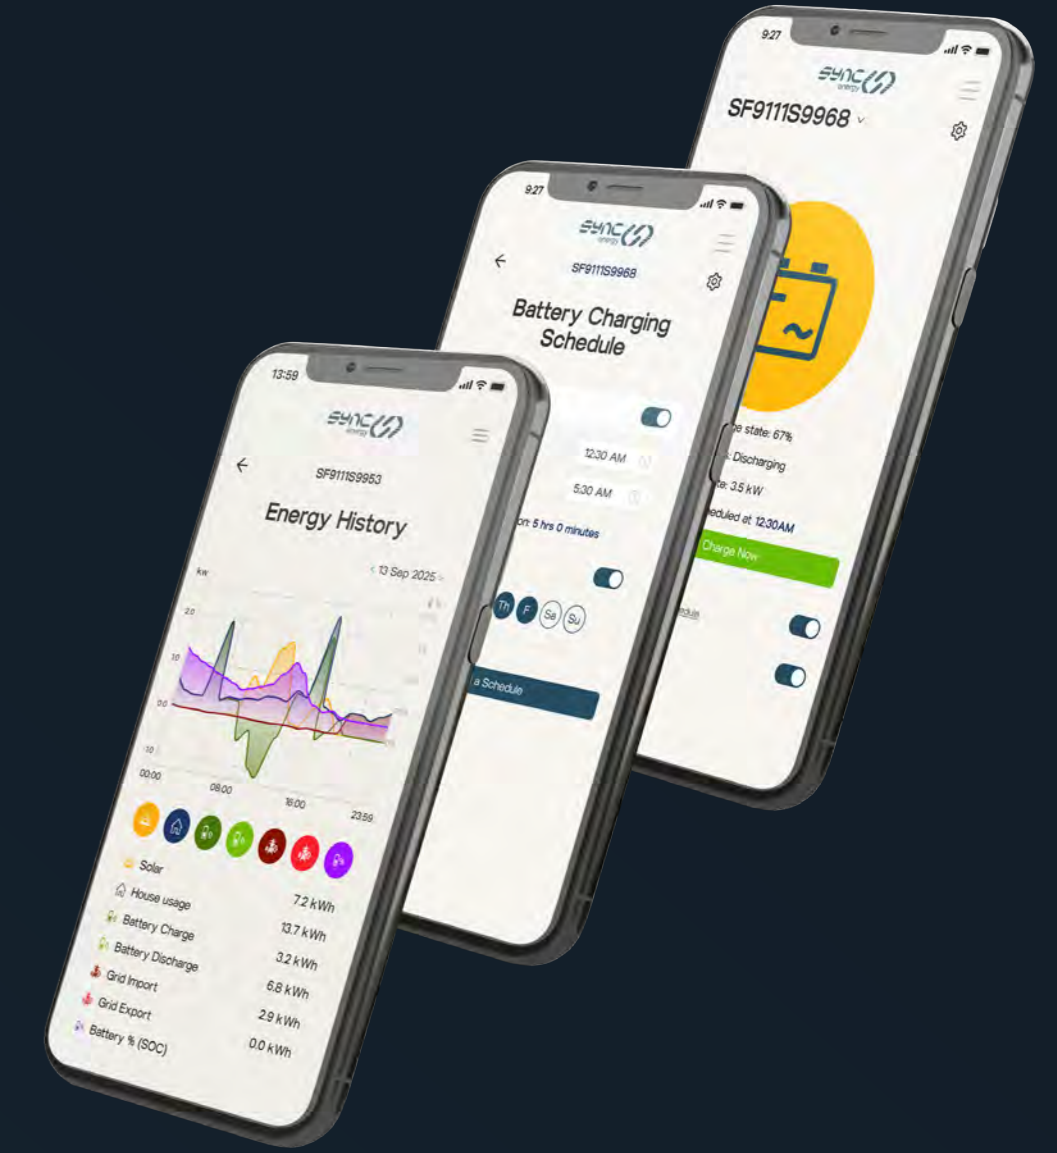 13:59
sync
energy
SF9111S9953
Energy History
< 13 Sep 2025 >
kw
2.0
1.0
0.0
-1.0
00:00
08:00
16:00
23:59
Solar
7.2 kWh
House usage
13.7 kWh
Battery Charge
3.2 kWh
Battery Discharge
6.8 kWh
Grid Import
2.9 kWh
Grid Export
0.0 kWh
Battery % (SOC)
9:27
sync
energy
SF9111S9968
Battery Charging
Schedule
12:30 AM
5:30 AM
on: 5 hrs 0 minutes
Th F Sa Su
a Schedule
9:27
sync
energy
SF9111S9968
ge state: 67%
: Discharging
te: 3.5 kW
eduled at 12:30AM
Charge Now
edule